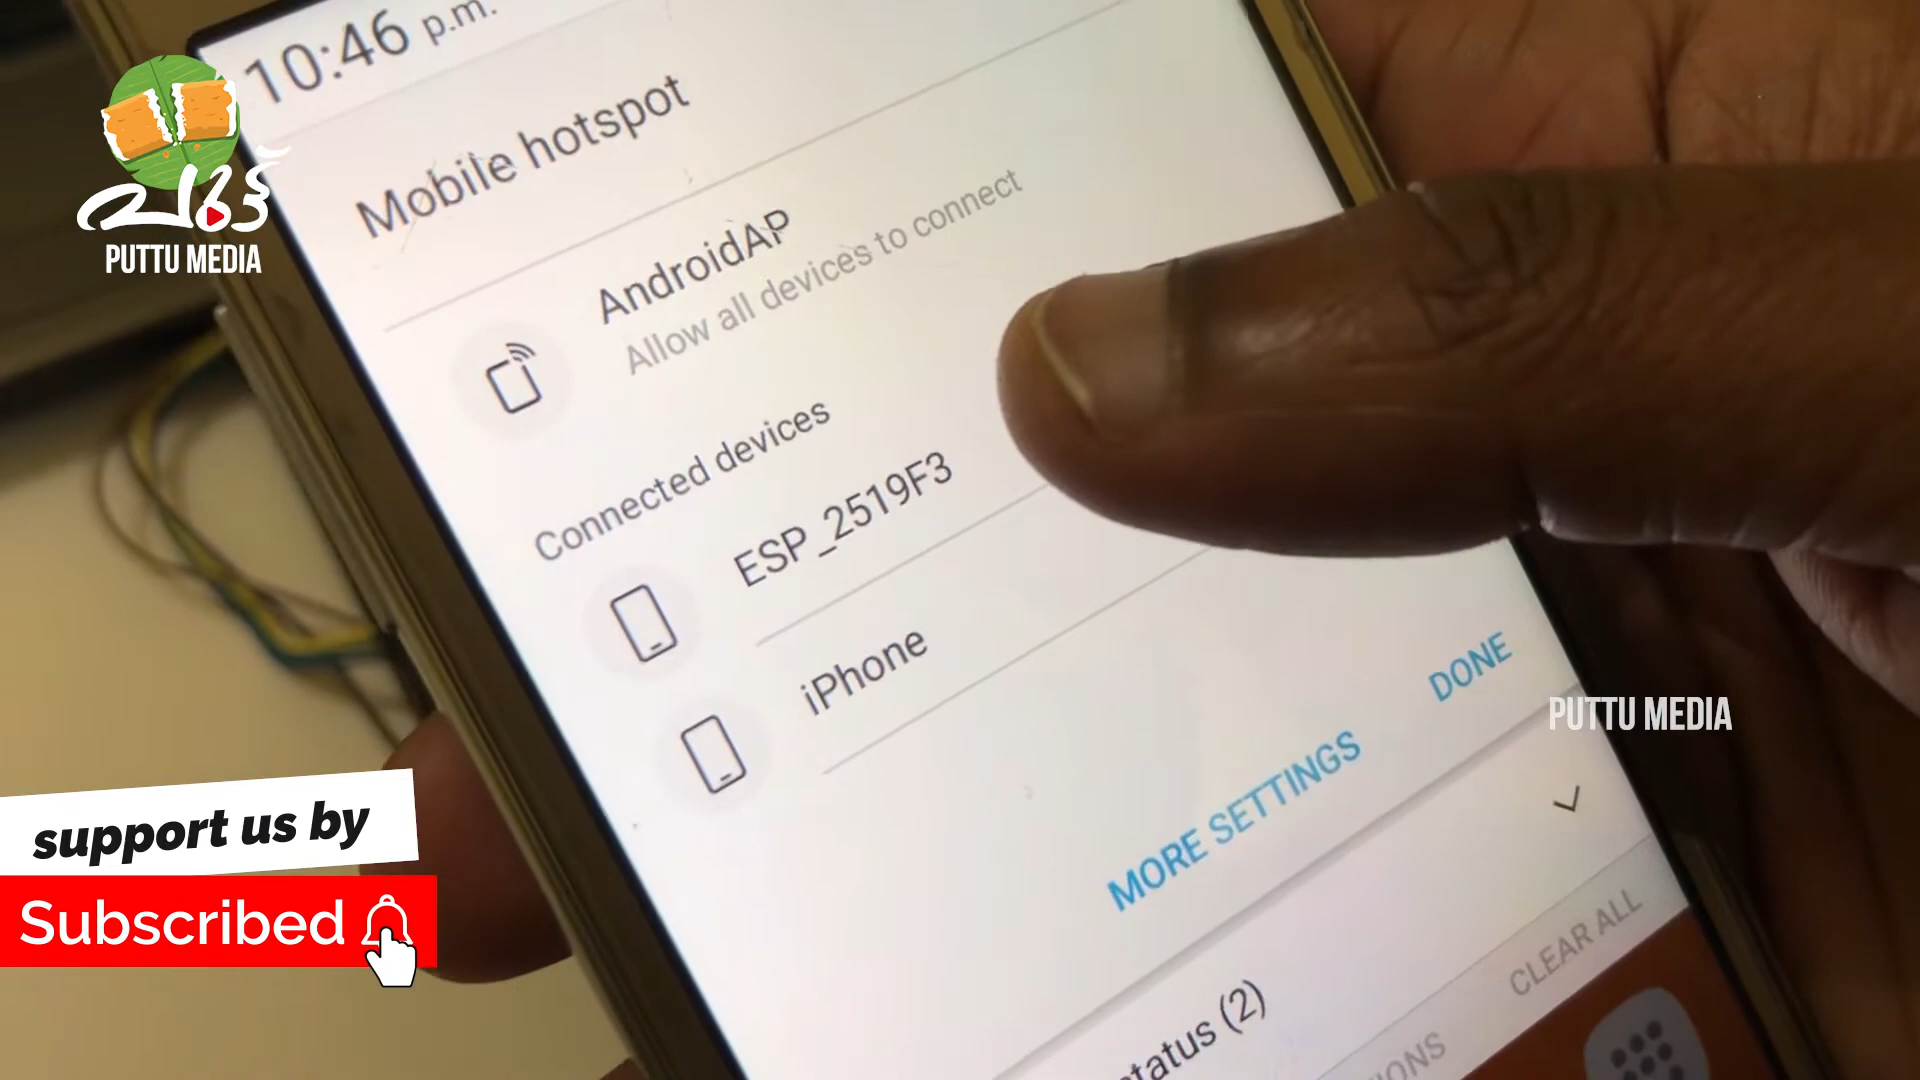 10:46 p.m.
പുട്ട്
PUTTU MEDIA
Mobile hotspot
AndroidAP
Allow all devices to connect
Connected devices
ESP_2519F3
iPhone
DONE
MORE SETTINGS
PUTTU MEDIA
support us by
Subscribed
CLEAR ALL
(2)